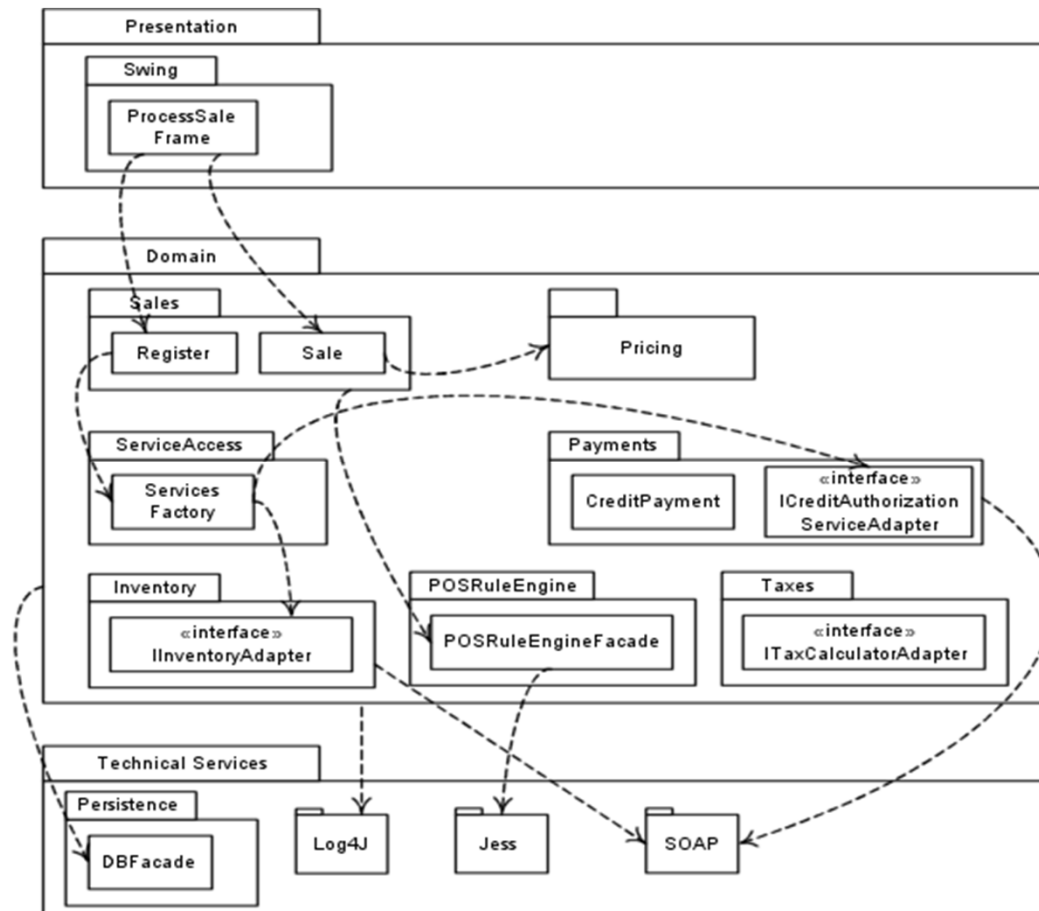 Presentation
Swing
ProcessSale
Frame
Domain
Sales
Register
Sale
Pricing
ServiceAccess
Services
Factory
Payments
CreditPayment
«interface»
ICreditAuthorization
ServiceAdapter
Inventory
«interface»
IInventoryAdapter
POSRuleEngine
POSRuleEngineFacade
Taxes
«interface»
ITaxCalculatorAdapter
Technical Services
Persistence
DBFacade
Log4J
Jess
SOAP